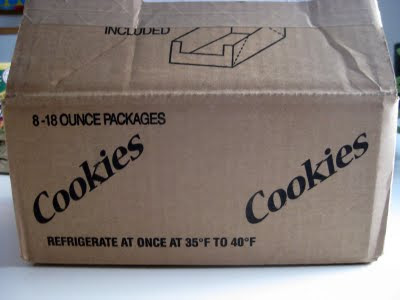 INCLUDED
8-18 OUNCE PACKAGES
Cookies
Cookies
REFRIGERATE AT ONCE AT 35°F TO 40°F